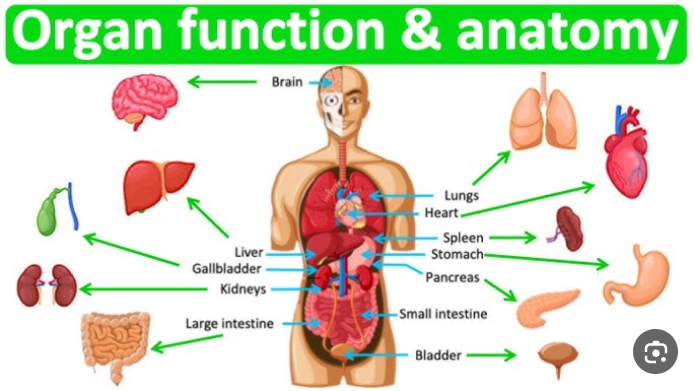 Organ function & anatomy
Brain
Lungs
Heart
Liver
Spleen
Gallbladder
Stomach
Kidneys
Pancreas
Large intestine
Small intestine
Bladder